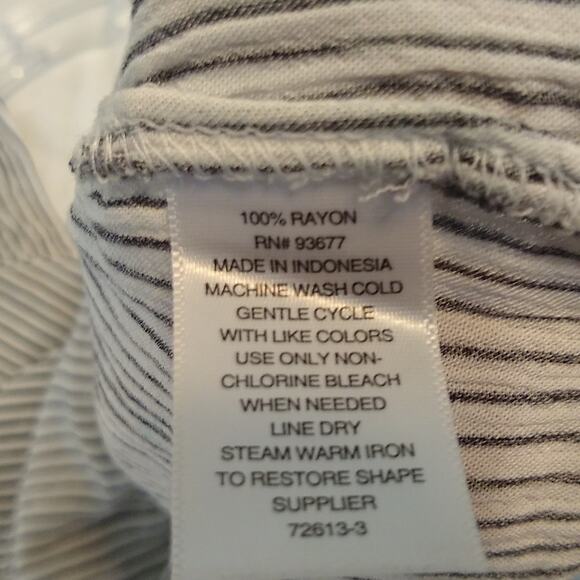 100% RAYON
RN# 93677
MADE IN INDONESIA
MACHINE WASH COLD
GENTLE CYCLE
WITH LIKE COLORS
USE ONLY NON-
CHLORINE BLEACH
WHEN NEEDED
LINE DRY
STEAM WARM IRON
TO RESTORE SHAPE
SUPPLIER
72613-3